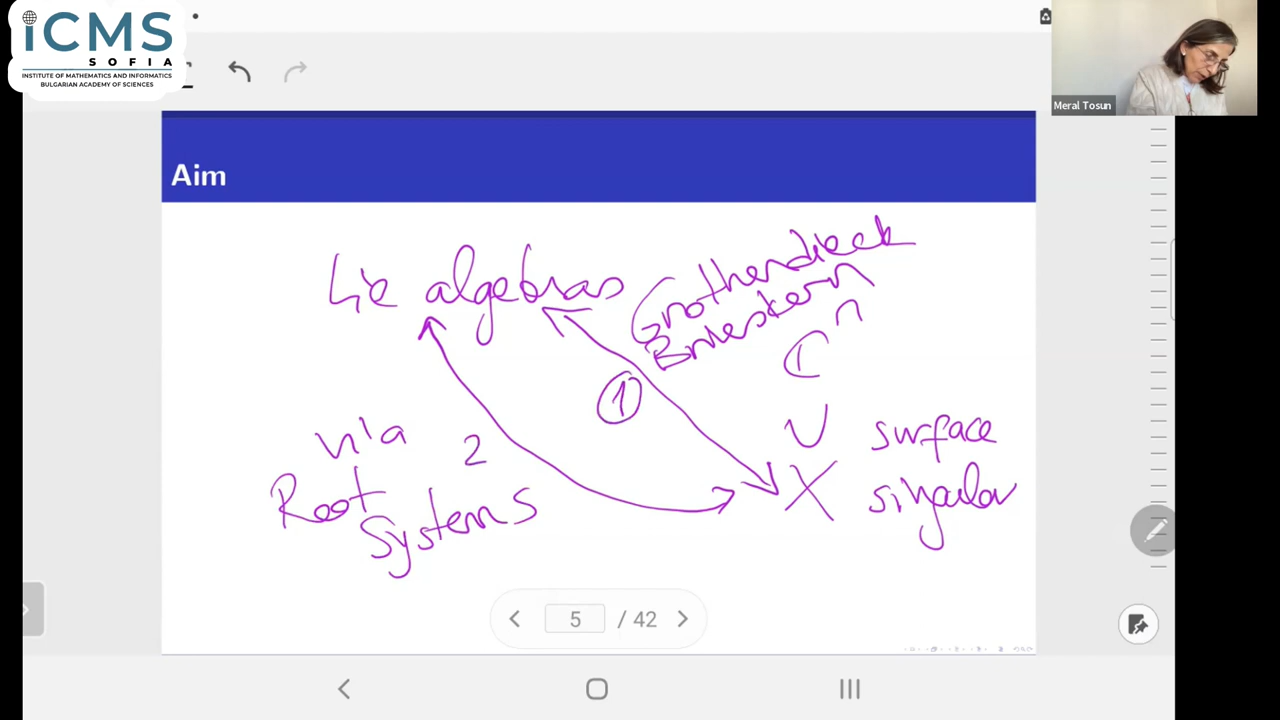 iCMS
SOFIA
INSTITUTE OF MATHEMATICS AND INFORMATICS
BULGARIAN ACADEMY OF SCIENCES
Meral Tosun
Aim
Lie algebras
Grothendieck
Brieskorn
ℂⁿ
1
∪
surface
via
2
X
singular
Root
Systems
5 / 42